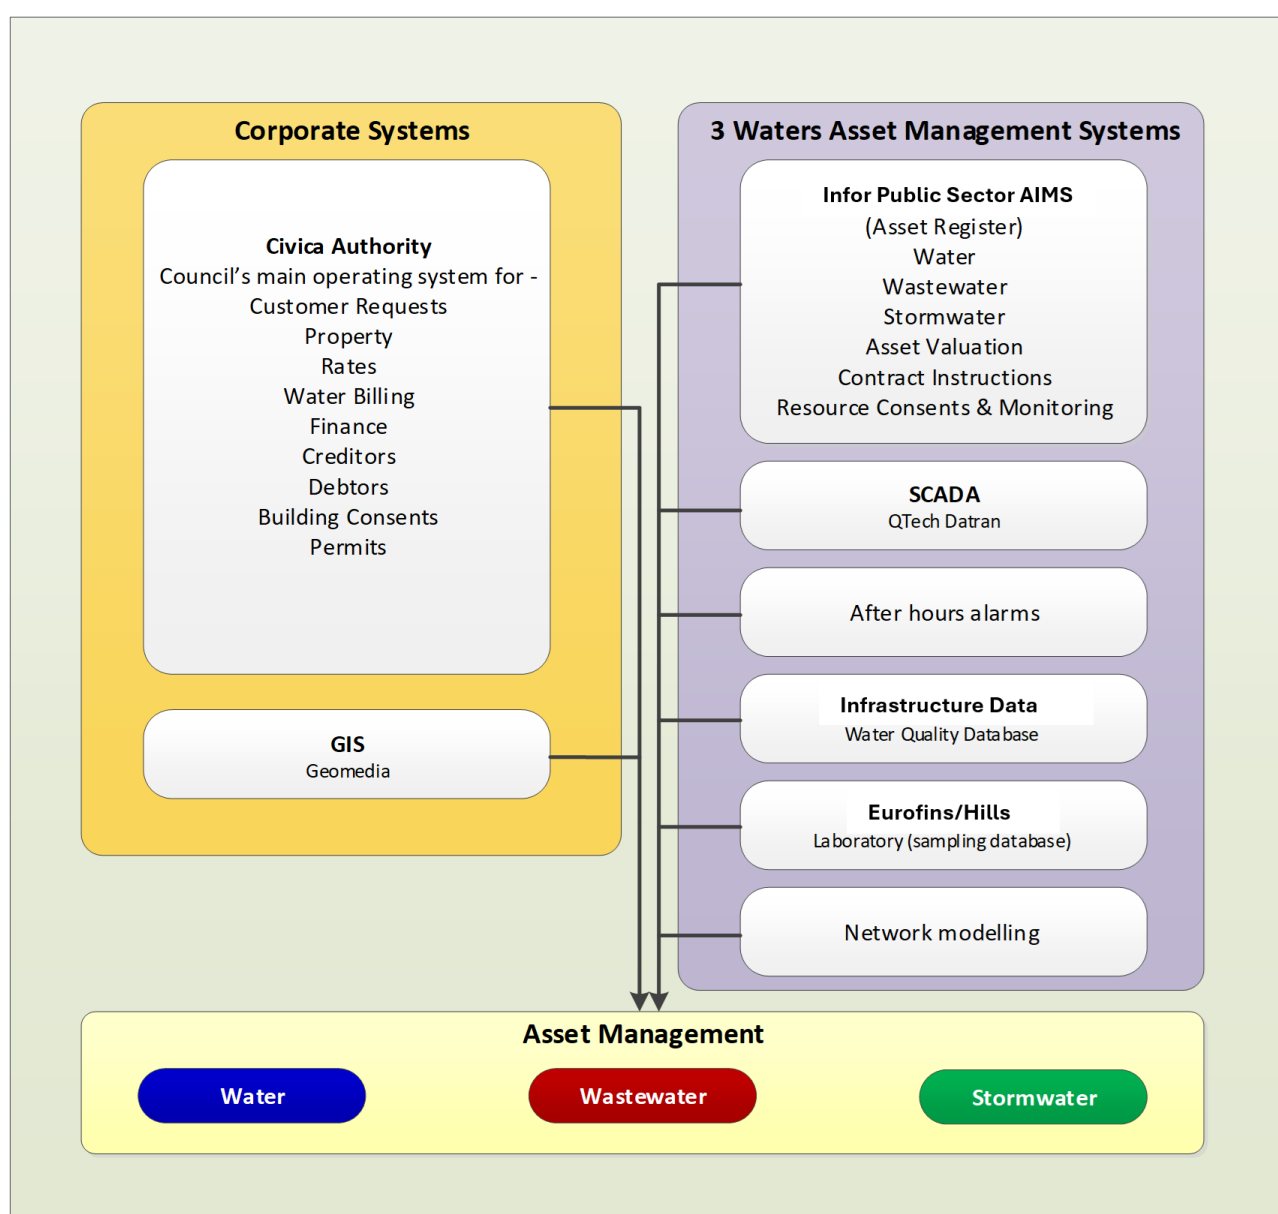 Corporate Systems
Civica Authority
Council’s main operating system for -
Customer Requests
Property
Rates
Water Billing
Finance
Creditors
Debtors
Building Consents
Permits
GIS
Geomedia
3 Waters Asset Management Systems
Infor Public Sector AIMS
(Asset Register)
Water
Wastewater
Stormwater
Asset Valuation
Contract Instructions
Resource Consents & Monitoring
SCADA
QTech Datran
After hours alarms
Infrastructure Data
Water Quality Database
Eurofins/Hills
Laboratory (sampling database)
Network modelling
Asset Management
Water
Wastewater
Stormwater